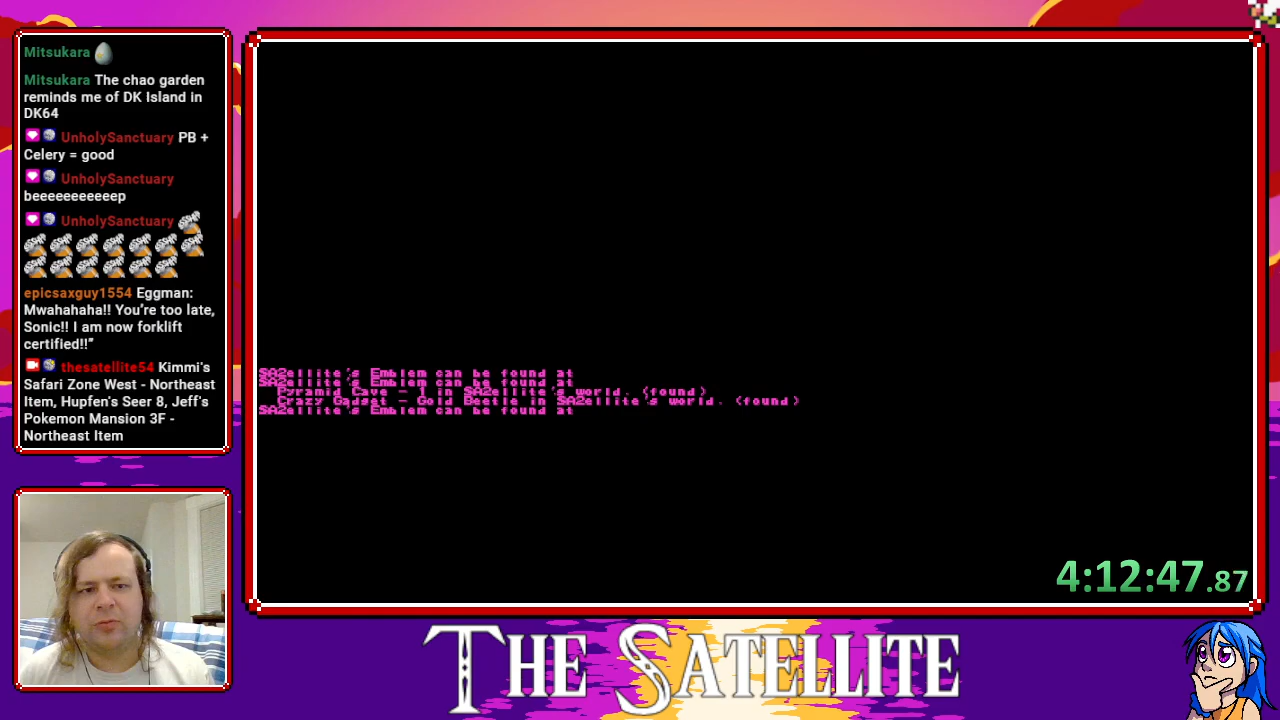 Mitsukara
Mitsukara The chao garden
reminds me of DK Island in
DK64
UnholySanctuary PB +
Celery = good
UnholySanctuary
beeeeeeeeeep
UnholySanctuary
epicsaxguy1554 Eggman:
Mwahahaha!! You're too late,
Sonic!! I am now forklift
certified!!”
thesatellite54 Kimmi's
Safari Zone West - Northeast
Item, Hupfen's Seer 8, Jeff's
Pokemon Mansion 3F -
Northeast Item
SA2ellite's Emblem can be found at
SA2ellite's Emblem can be found at
Pyramid Cave - 1 in SA2ellite's world. (found)
Crazy Gadget - Gold Beetle in SA2ellite's world. (found)
SA2ellite's Emblem can be found at
4:12:47.87
THE SATELLITE